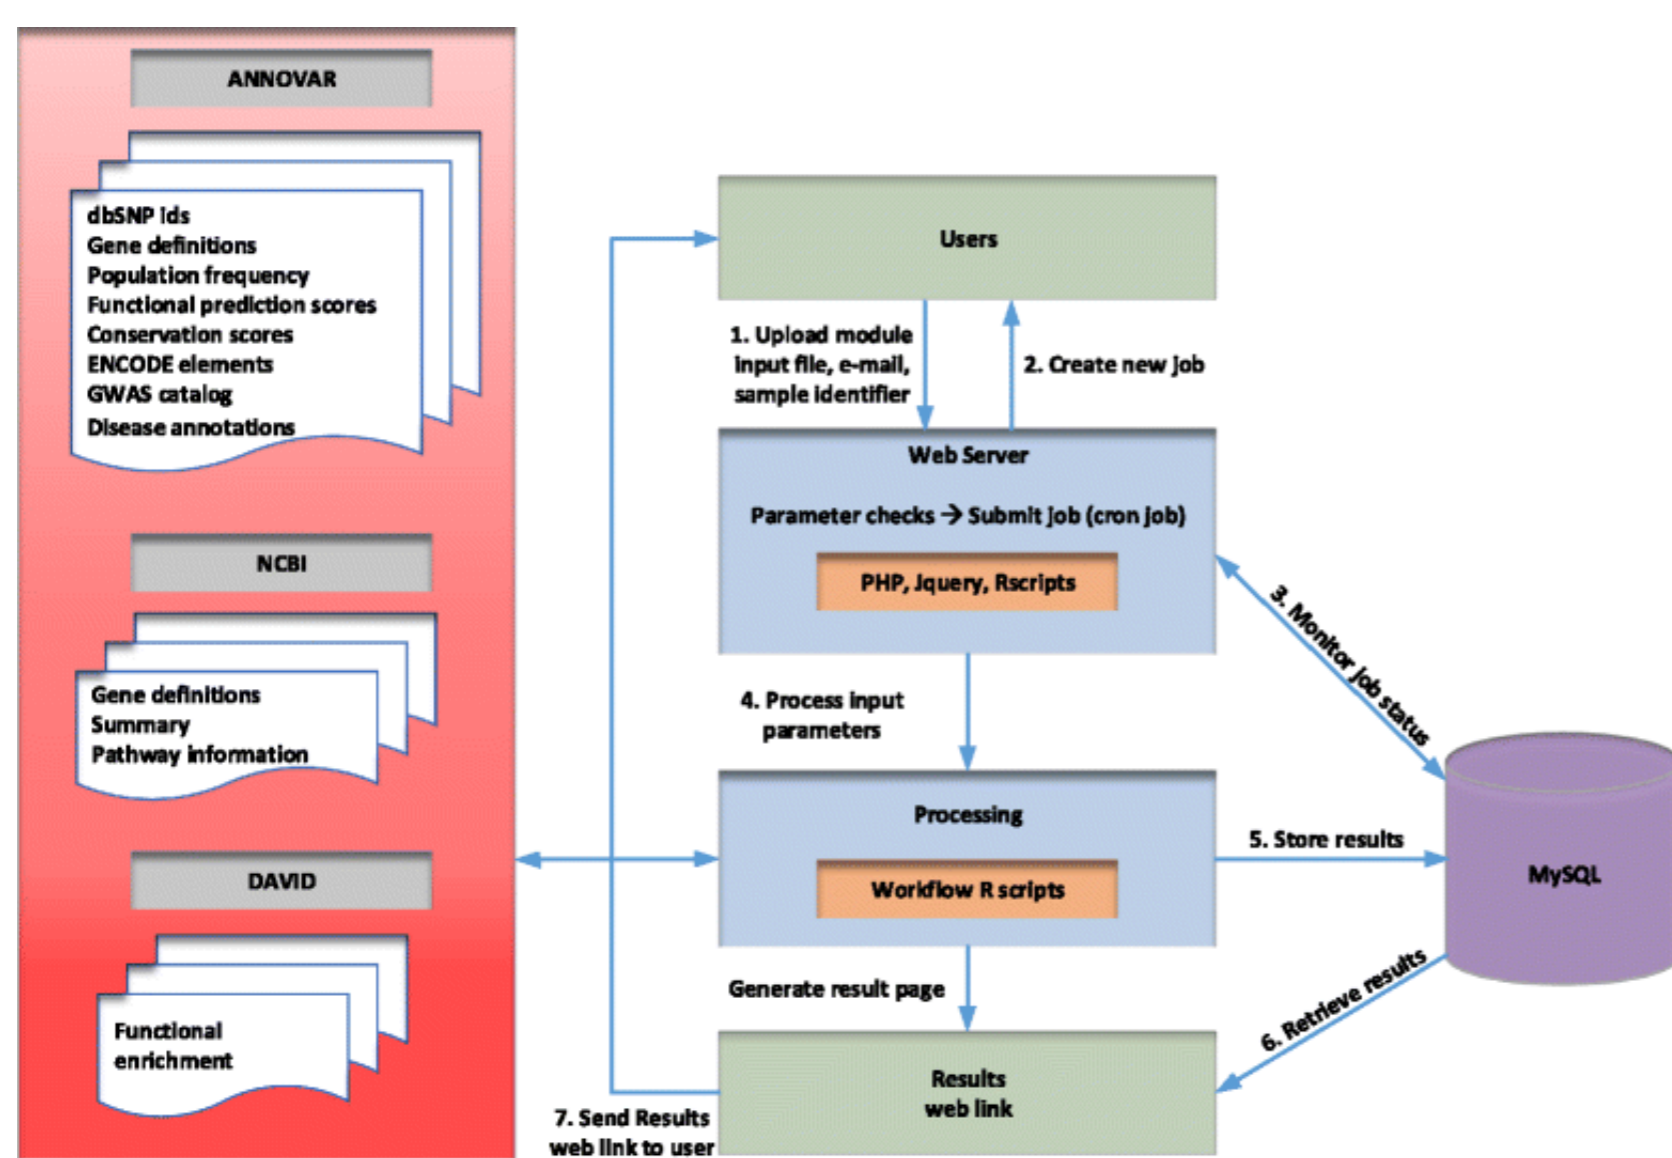 ANNOVAR
dbSNP ids
Gene definitions
Population frequency
Functional prediction scores
Conservation scores
ENCODE elements
GWAS catalog
Disease annotations
NCBI
Gene definitions
Summary
Pathway information
DAVID
Functional
enrichment
Users
1. Upload module
input file, e-mail,
sample identifier
2. Create new job
Web Server
Parameter checks → Submit job (cron job)
PHP, Jquery, Rscripts
3. Monitor job status
4. Process input
parameters
Processing
Workflow R scripts
5. Store results
MySQL
Generate result page
6. Retrieve results
Results
web link
7. Send Results
web link to user